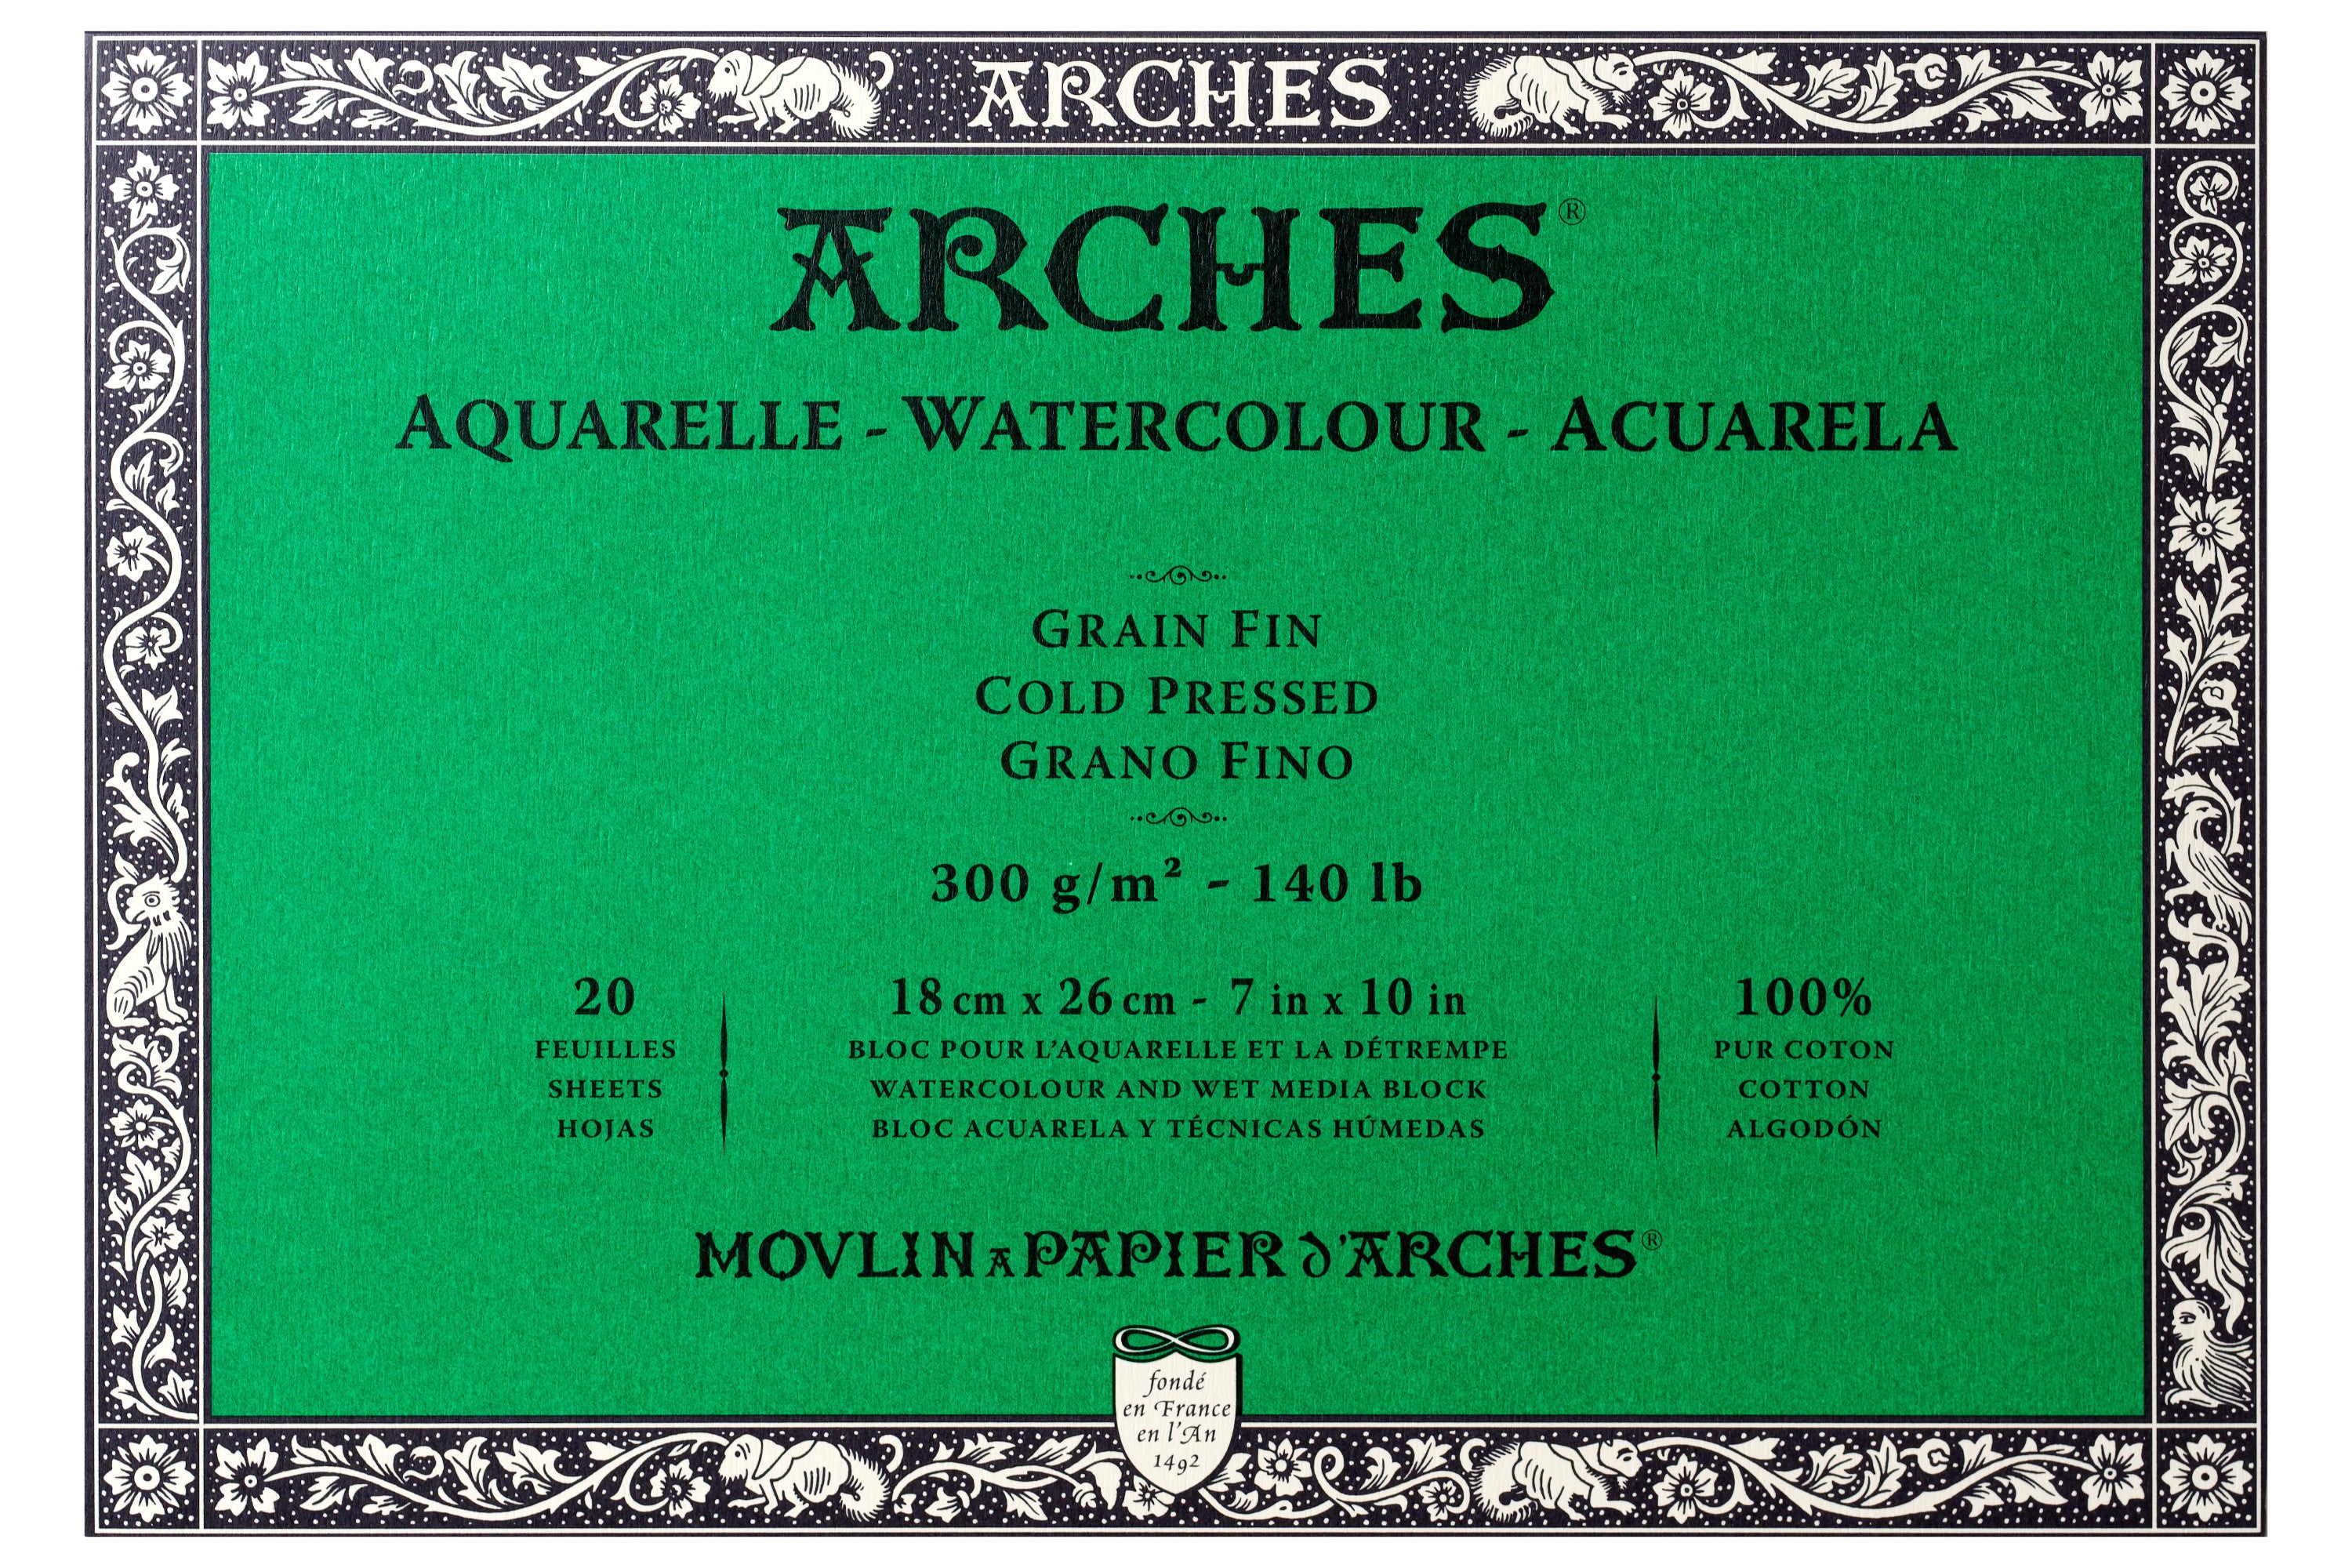 ARCHES
ARCHES®
AQUARELLE - WATERCOLOUR - ACUARELA
GRAIN FIN
COLD PRESSED
GRANO FINO
300 g/m² - 140 lb
20
FEUILLES
SHEETS
HOJAS
18 cm x 26 cm - 7 in x 10 in
BLOC POUR L'AQUARELLE ET LA DÉTREMPE
WATERCOLOUR AND WET MEDIA BLOCK
BLOC ACUARELA Y TÉCNICAS HÚMEDAS
100%
PUR COTON
COTTON
ALGODÓN
MOVLIN A PAPIER d'ARCHES®
fondé
en France
en l'An
1492